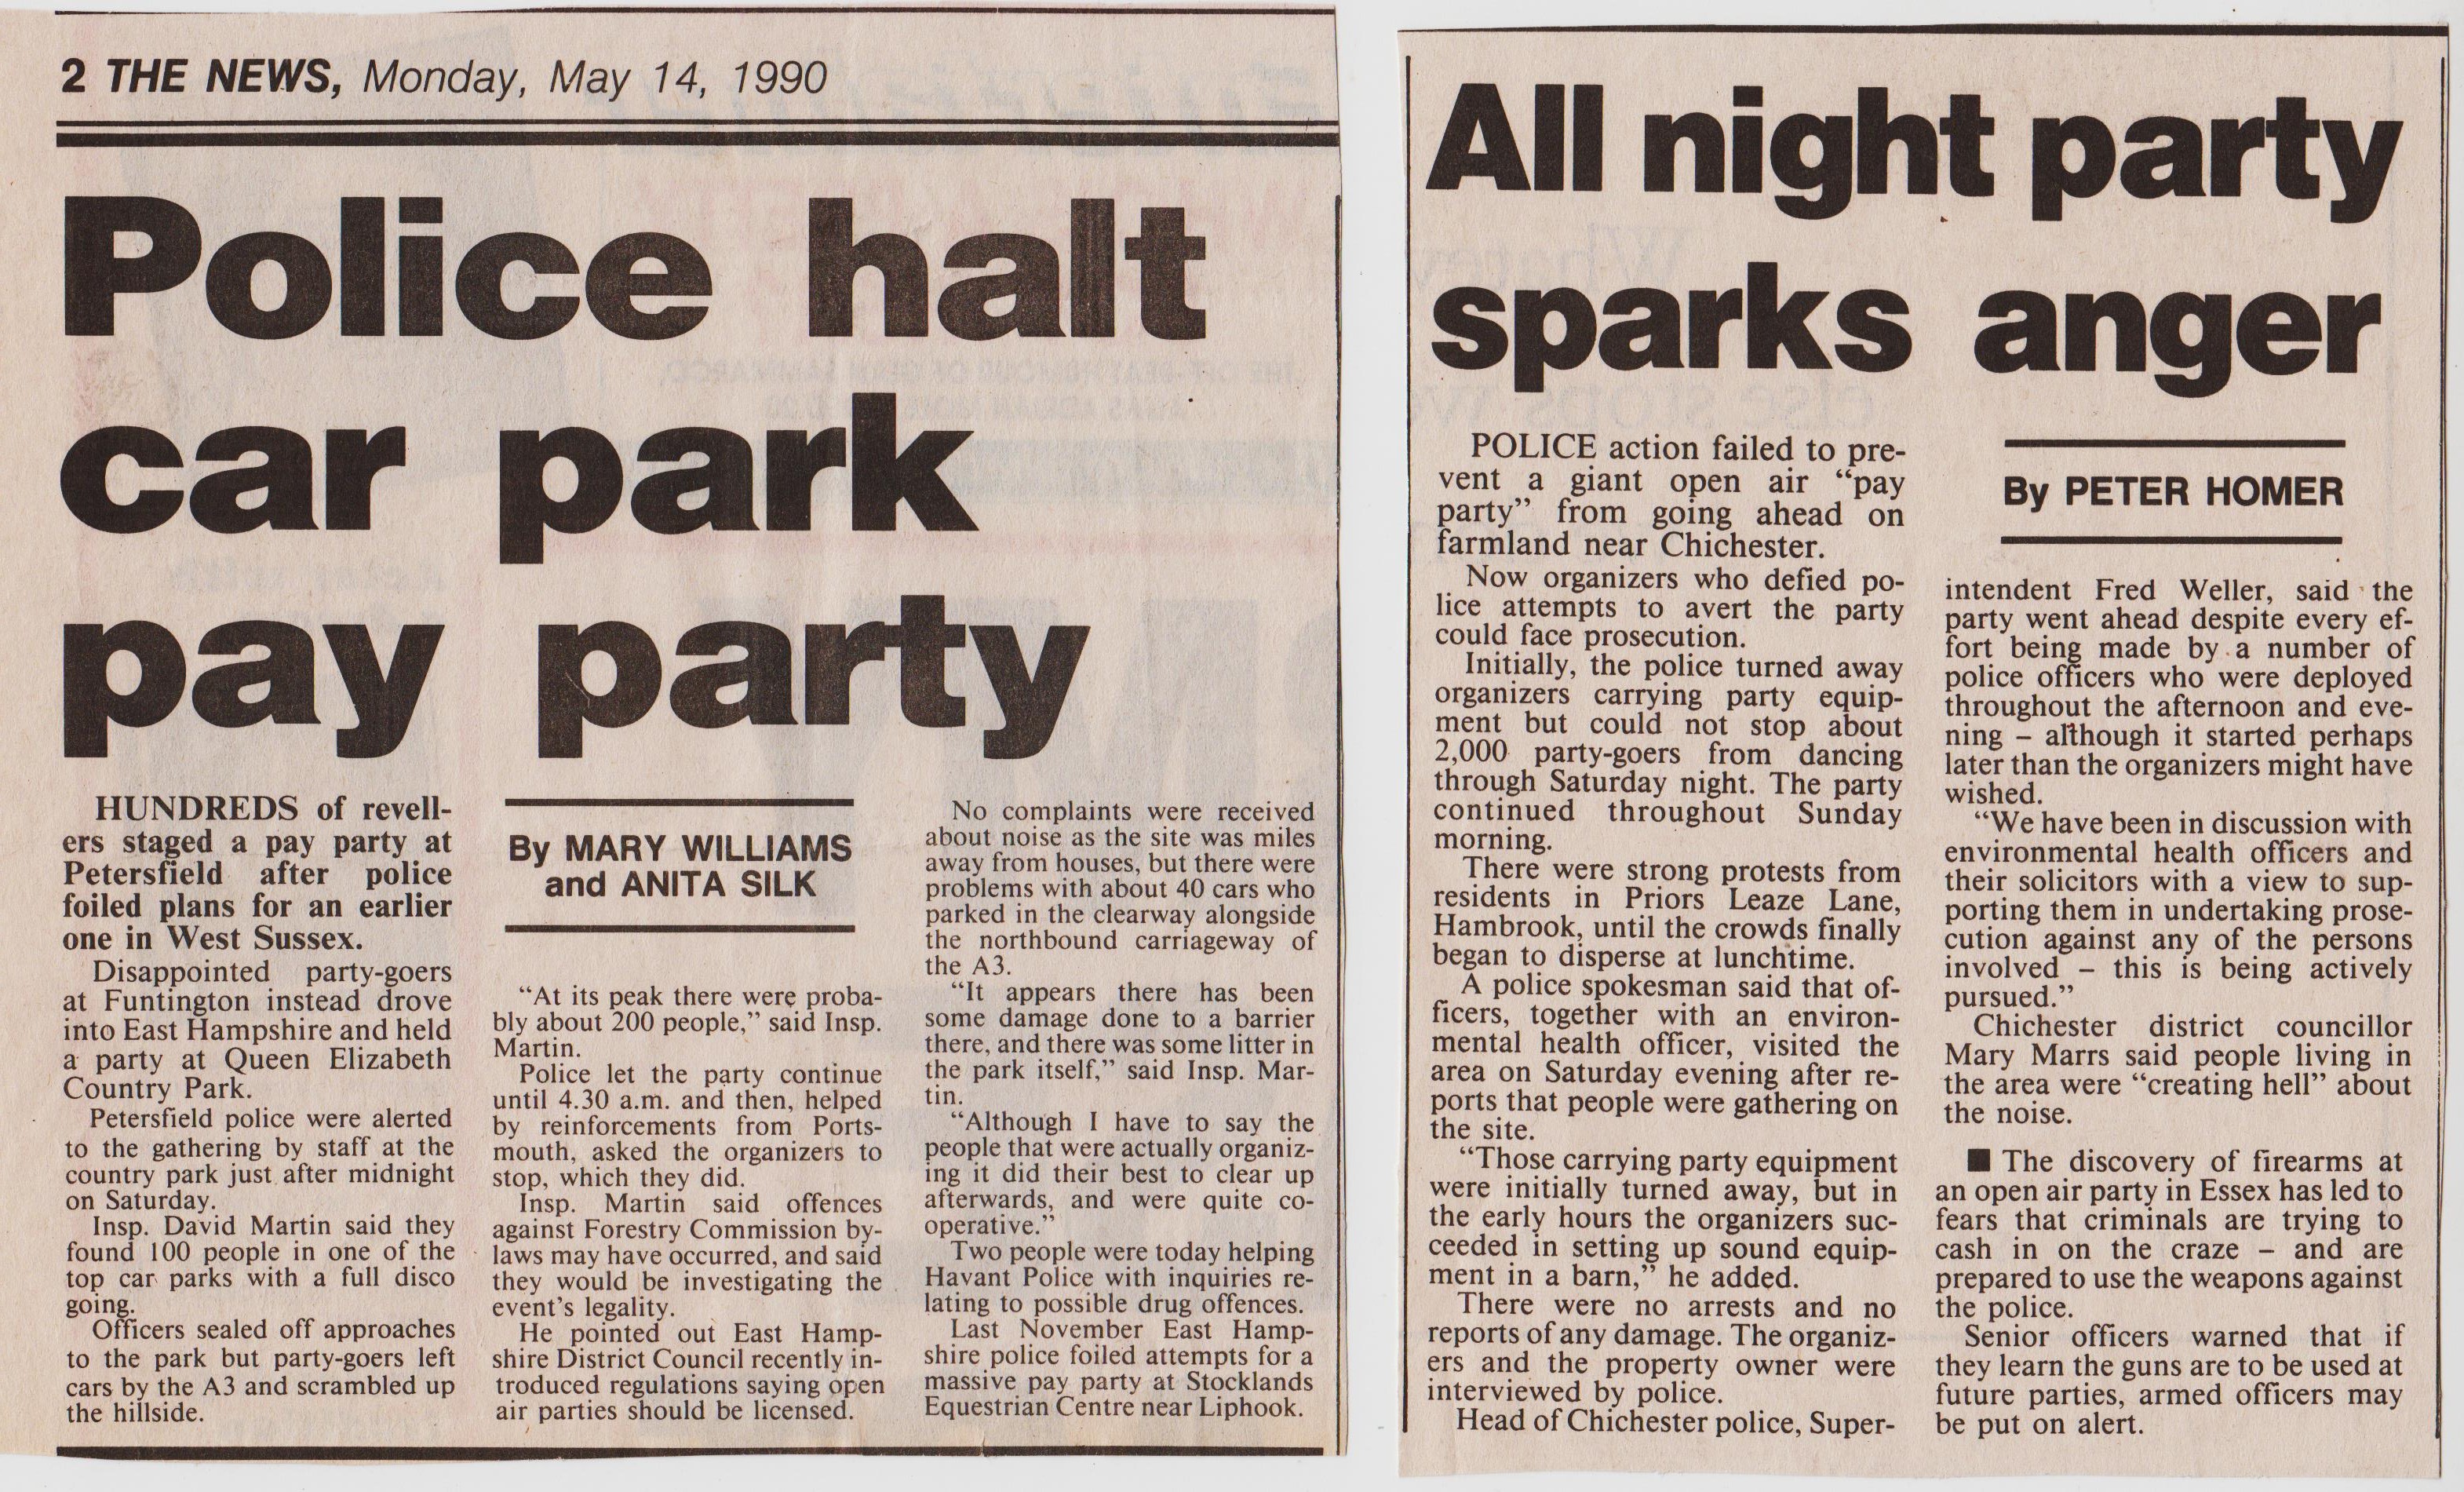 2 THE NEWS, Monday, May 14, 1990
Police halt
car park
pay party
HUNDREDS of revell-
ers staged a pay party at
Petersfield after police
foiled plans for an earlier
one in West Sussex.
Disappointed party-goers
at Funtington instead drove
into East Hampshire and held
a party at Queen Elizabeth
Country Park.
Petersfield police were alerted
to the gathering by staff at the
country park just after midnight
on Saturday.
Insp. David Martin said they
found 100 people in one of the
top car parks with a full disco
going.
Officers sealed off approaches
to the park but party-goers left
cars by the A3 and scrambled up
the hillside.
By MARY WILLIAMS
and ANITA SILK
“At its peak there were proba-
bly about 200 people,” said Insp.
Martin.
Police let the party continue
until 4.30 a.m. and then, helped
by reinforcements from Ports-
mouth, asked the organizers to
stop, which they did.
Insp. Martin said offences
against Forestry Commission by-
laws may have occurred, and said
they would be investigating the
event’s legality.
He pointed out East Hamp-
shire District Council recently in-
troduced regulations saying open
air parties should be licensed.
No complaints were received
about noise as the site was miles
away from houses, but there were
problems with about 40 cars who
parked in the clearway alongside
the northbound carriageway of
the A3.
“It appears there has been
some damage done to a barrier
there, and there was some litter in
the park itself,” said Insp. Mar-
tin.
“Although I have to say the
people that were actually organiz-
ing it did their best to clear up
afterwards, and were quite co-
operative.”
Two people were today helping
Havant Police with inquiries re-
lating to possible drug offences.
Last November East Hamp-
shire police foiled attempts for a
massive pay party at Stocklands
Equestrian Centre near Liphook.
All night party
sparks anger
POLICE action failed to pre-
vent a giant open air “pay
party” from going ahead on
farmland near Chichester.
Now organizers who defied po-
lice attempts to avert the party
could face prosecution.
Initially, the police turned away
organizers carrying party equip-
ment but could not stop about
2,000 party-goers from dancing
through Saturday night. The party
continued throughout Sunday
morning.
There were strong protests from
residents in Priors Leaze Lane,
Hambrook, until the crowds finally
began to disperse at lunchtime.
A police spokesman said that of-
ficers, together with an environ-
mental health officer, visited the
area on Saturday evening after re-
ports that people were gathering on
the site.
“Those carrying party equipment
were initially turned away, but in
the early hours the organizers suc-
ceeded in setting up sound equip-
ment in a barn,” he added.
There were no arrests and no
reports of any damage. The organiz-
ers and the property owner were
interviewed by police.
Head of Chichester police, Super-
By PETER HOMER
intendent Fred Weller, said the
party went ahead despite every ef-
fort being made by a number of
police officers who were deployed
throughout the afternoon and eve-
ning – although it started perhaps
later than the organizers might have
wished.
“We have been in discussion with
environmental health officers and
their solicitors with a view to sup-
porting them in undertaking prose-
cution against any of the persons
involved – this is being actively
pursued.”
Chichester district councillor
Mary Marrs said people living in
the area were “creating hell” about
the noise.
■ The discovery of firearms at
an open air party in Essex has led to
fears that criminals are trying to
cash in on the craze – and are
prepared to use the weapons against
the police.
Senior officers warned that if
they learn the guns are to be used at
future parties, armed officers may
be put on alert.